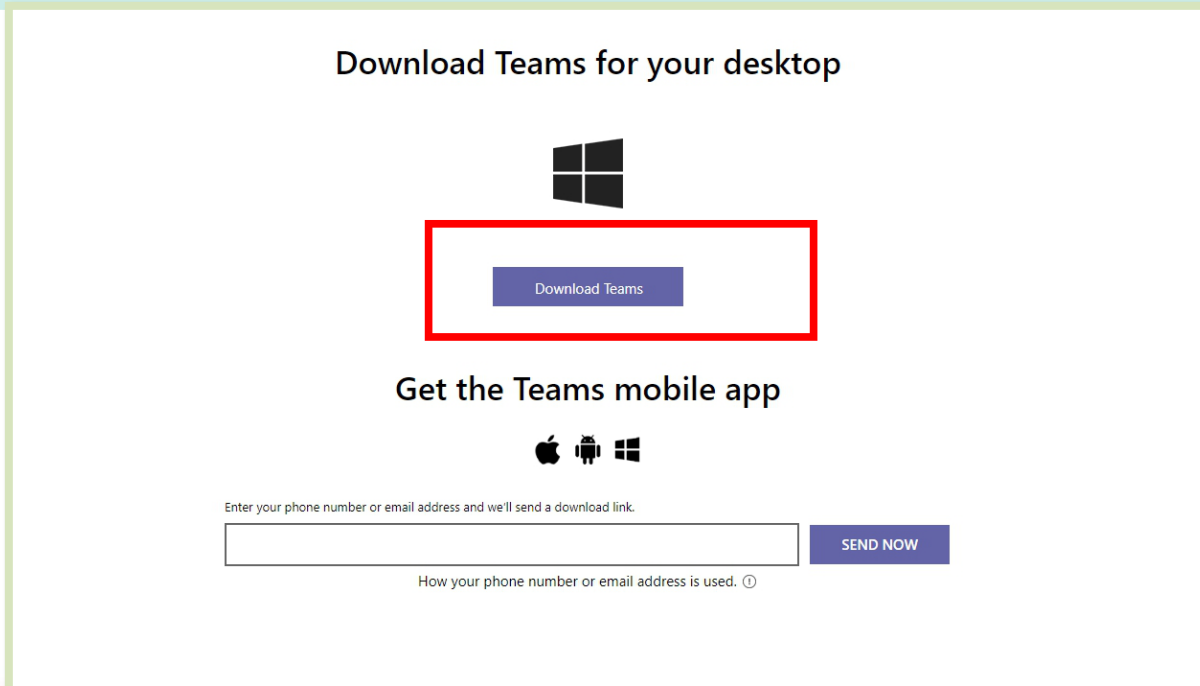 Download Teams for your desktop
Download Teams
Get the Teams mobile app
Enter your phone number or email address and we'll send a download link.
SEND NOW
How your phone number or email address is used.